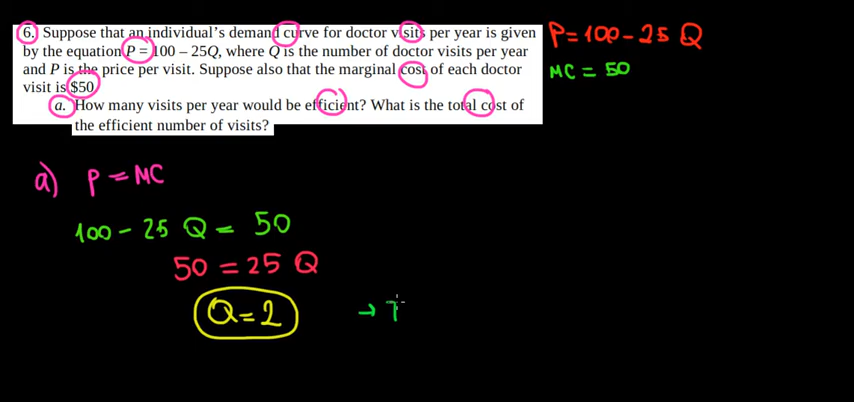 6. Suppose that an individual's demand curve for doctor visits per year is given
by the equation P = 100 – 25Q, where Q is the number of doctor visits per year
and P is the price per visit. Suppose also that the marginal cost of each doctor
visit is $50.
a. How many visits per year would be efficient? What is the total cost of
the efficient number of visits?
P = 100 - 25 Q
MC = 50
a) P = MC
100 - 25 Q = 50
50 = 25 Q
Q = 2 → T